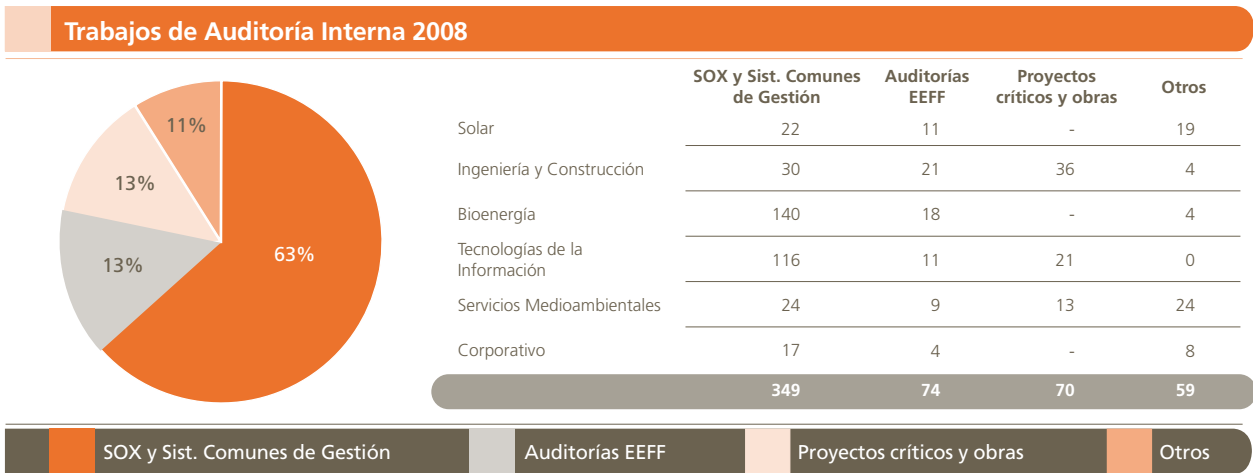 Trabajos de Auditoría Interna 2008
11%
13%
13%
63%
SOX y Sist. Comunes de Gestión Auditorías EEFF Proyectos críticos y obras Otros
Solar 22 11 - 19
Ingeniería y Construcción 30 21 36 4
Bioenergía 140 18 - 4
Tecnologías de la
Información 116 11 21 0
Servicios Medioambientales 24 9 13 24
Corporativo 17 4 - 8
349 74 70 59
SOX y Sist. Comunes de Gestión Auditorías EEFF Proyectos críticos y obras Otros